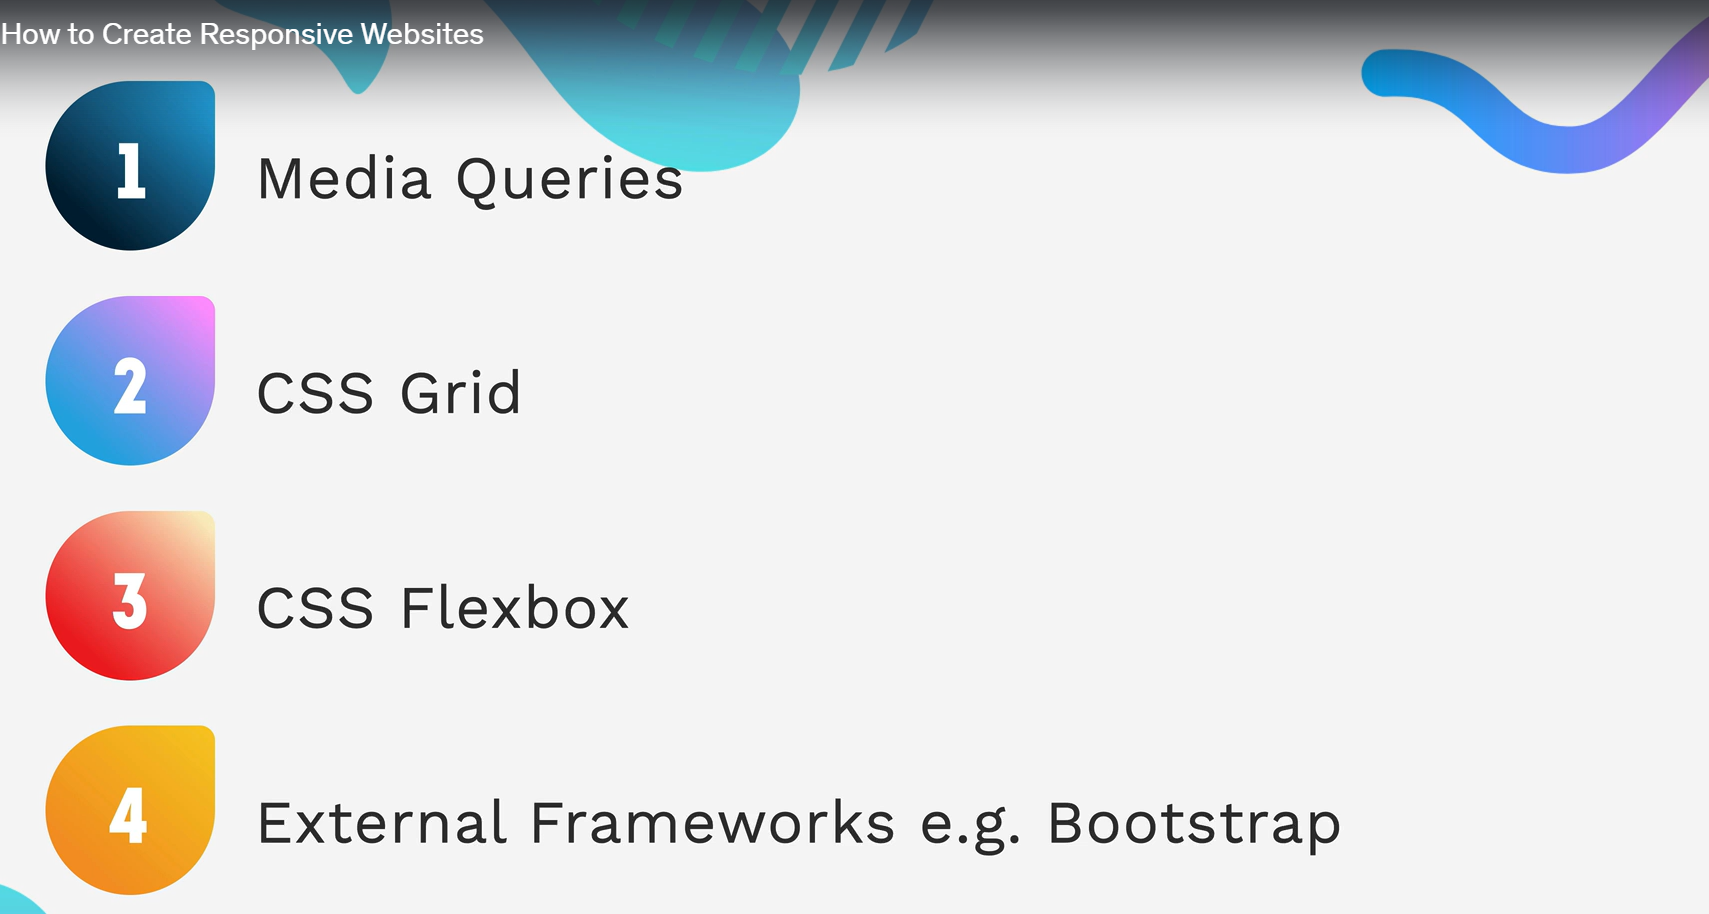 How to Create Responsive Websites
1 Media Queries
2 CSS Grid
3 CSS Flexbox
4 External Frameworks e.g. Bootstrap